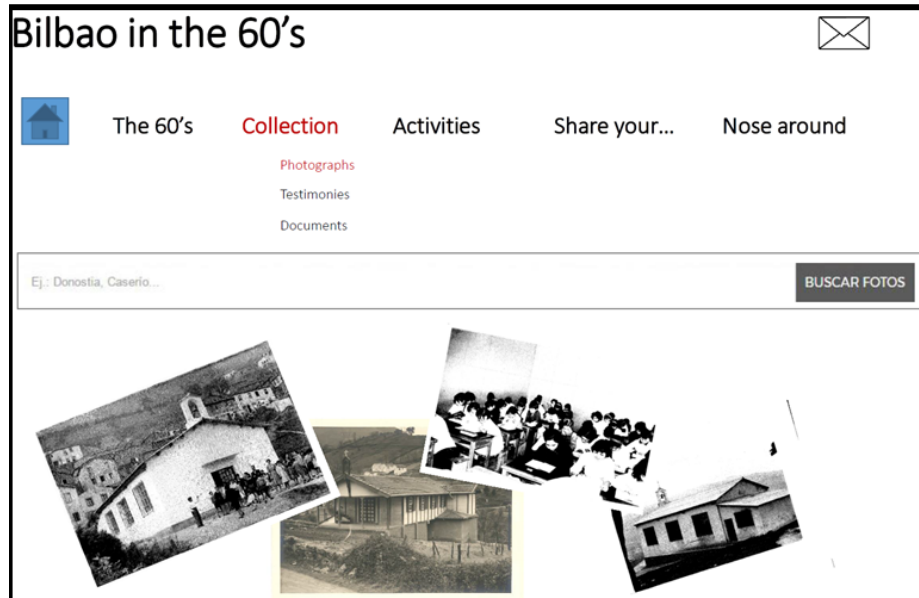 Bilbao in the 60's
The 60's Collection Activities Share your... Nose around
Photographs
Testimonies
Documents
Ej.: Donostia, Caserío... BUSCAR FOTOS